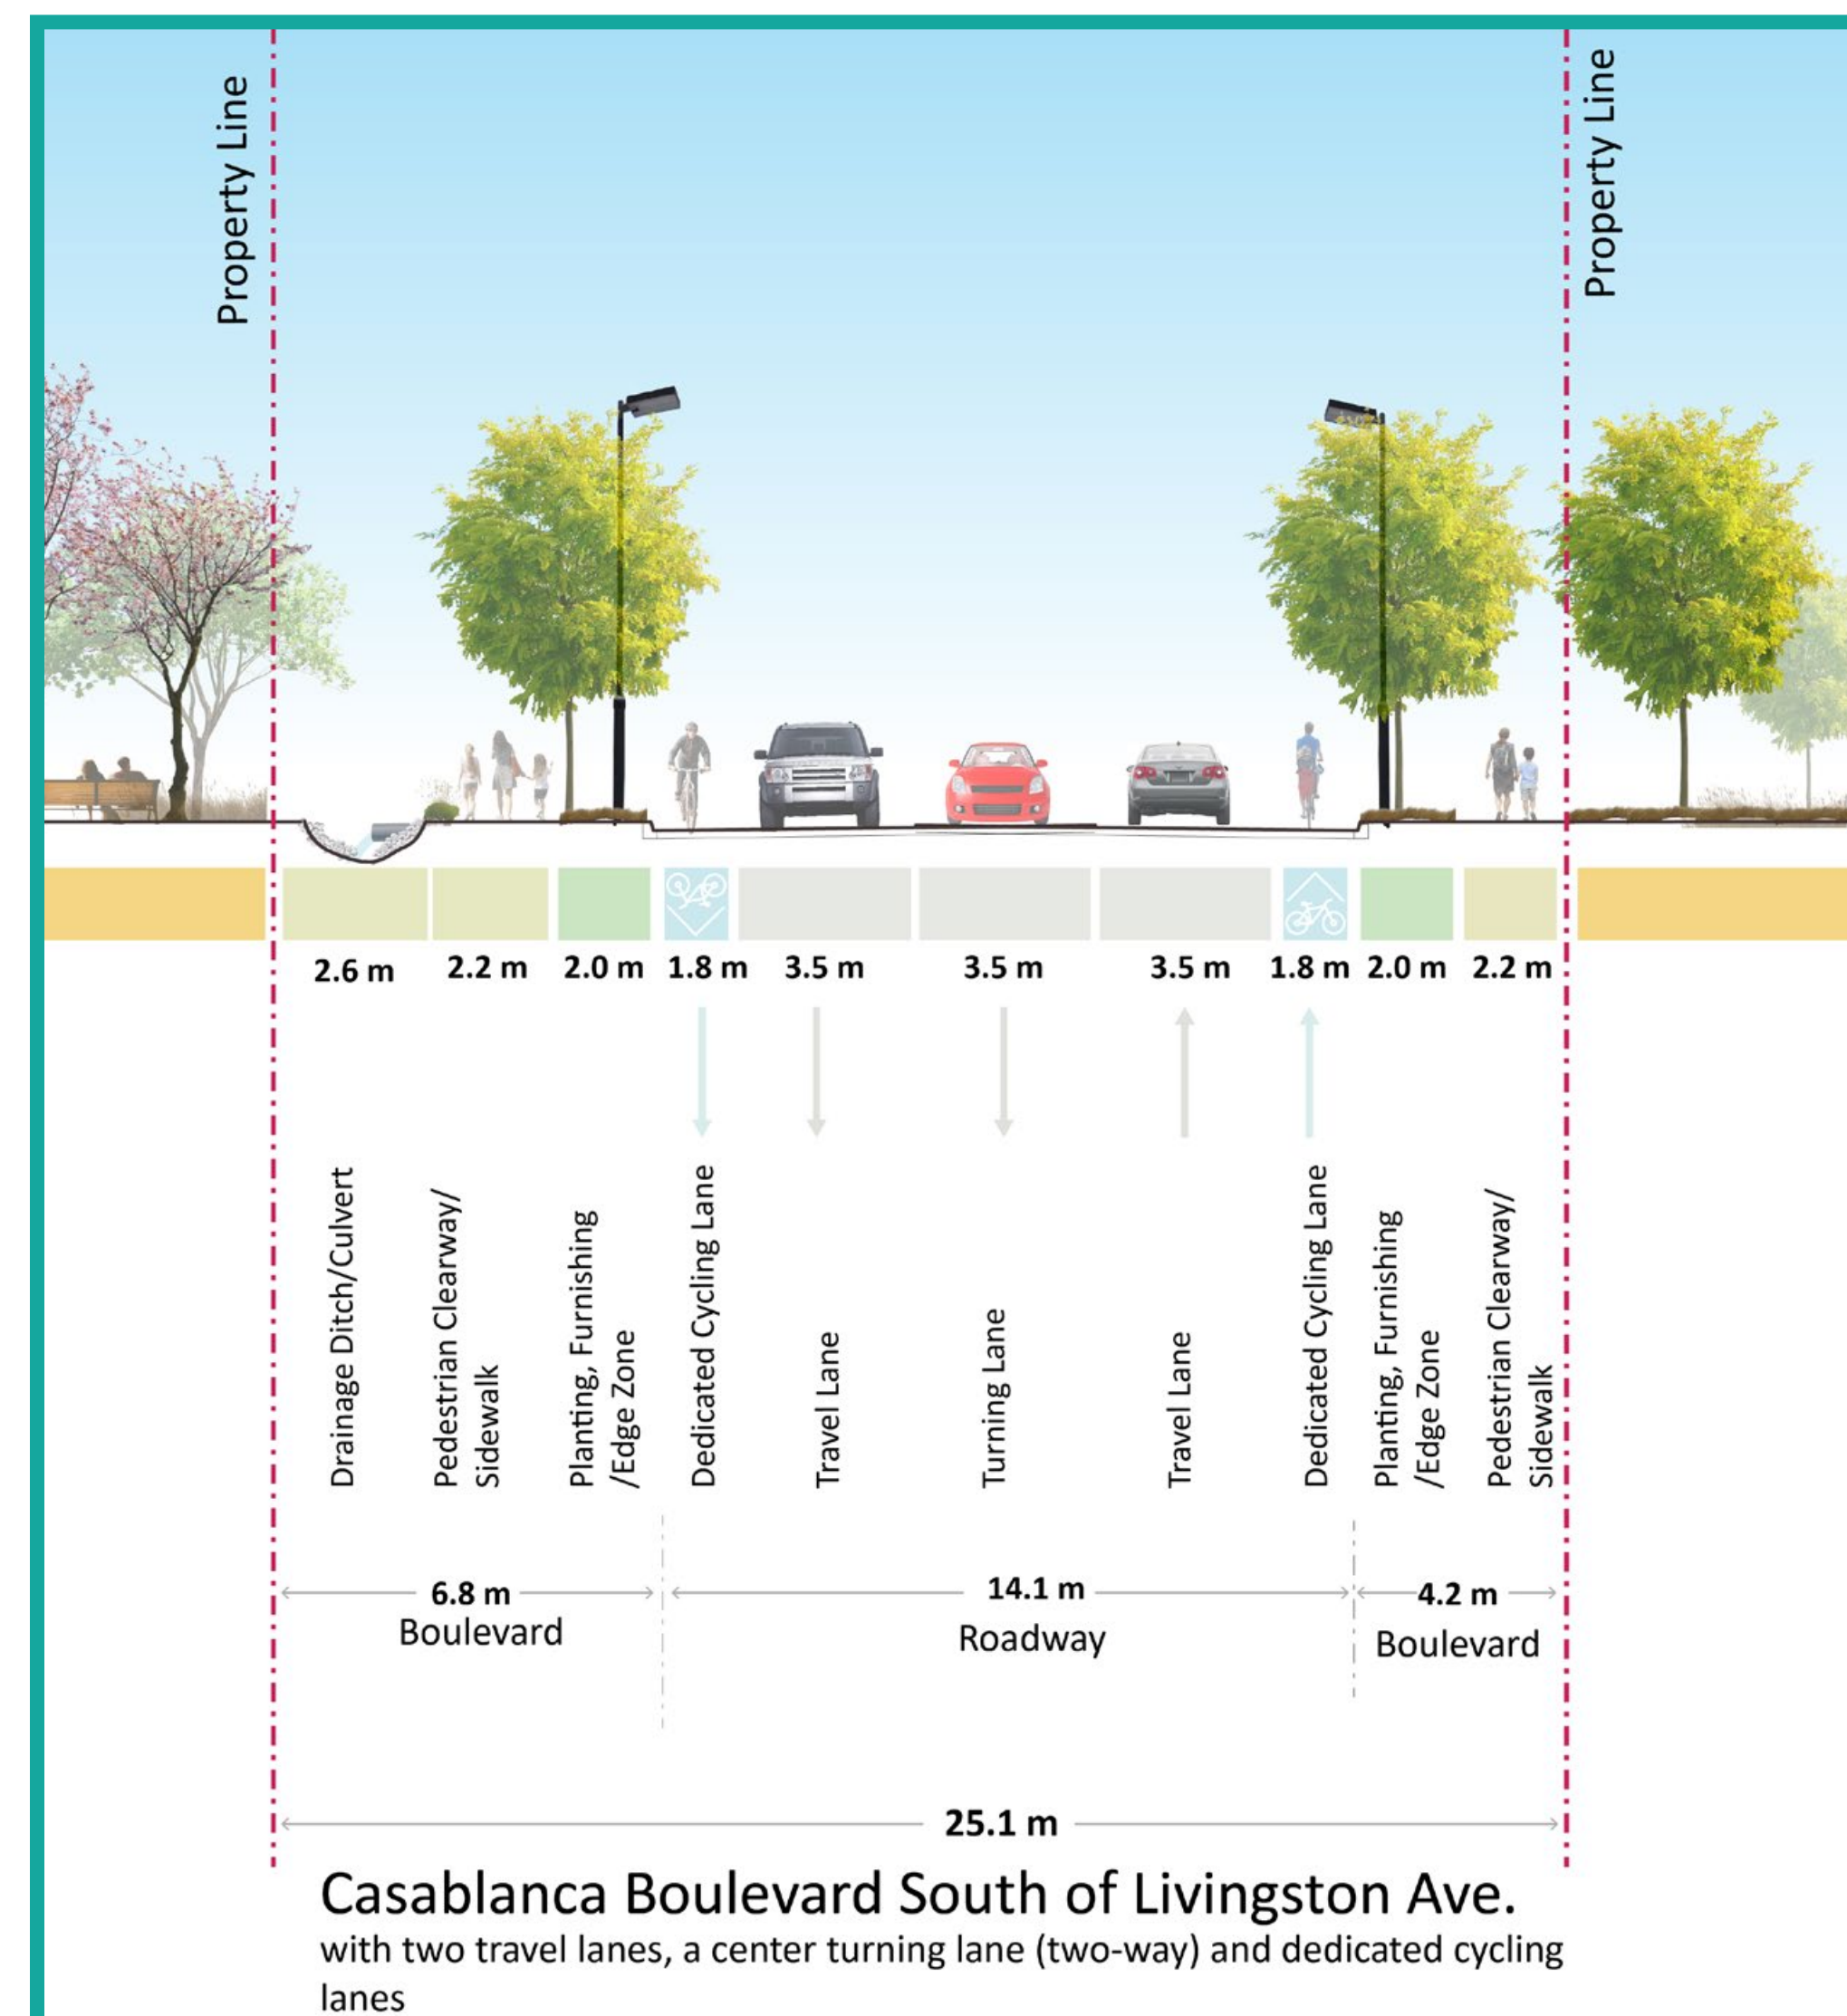 Property Line
Property Line
2.6 m
2.2 m
2.0 m
1.8 m
3.5 m
3.5 m
3.5 m
1.8 m
2.0 m
2.2 m
Drainage Ditch/Culvert
Pedestrian Clearway/
Sidewalk
Planting, Furnishing
/Edge Zone
Dedicated Cycling Lane
Travel Lane
Turning Lane
Travel Lane
Dedicated Cycling Lane
Planting, Furnishing
/Edge Zone
Pedestrian Clearway/
Sidewalk
6.8 m
Boulevard
14.1 m
Roadway
4.2 m
Boulevard
25.1 m
Casablanca Boulevard South of Livingston Ave.
with two travel lanes, a center turning lane (two-way) and dedicated cycling
lanes